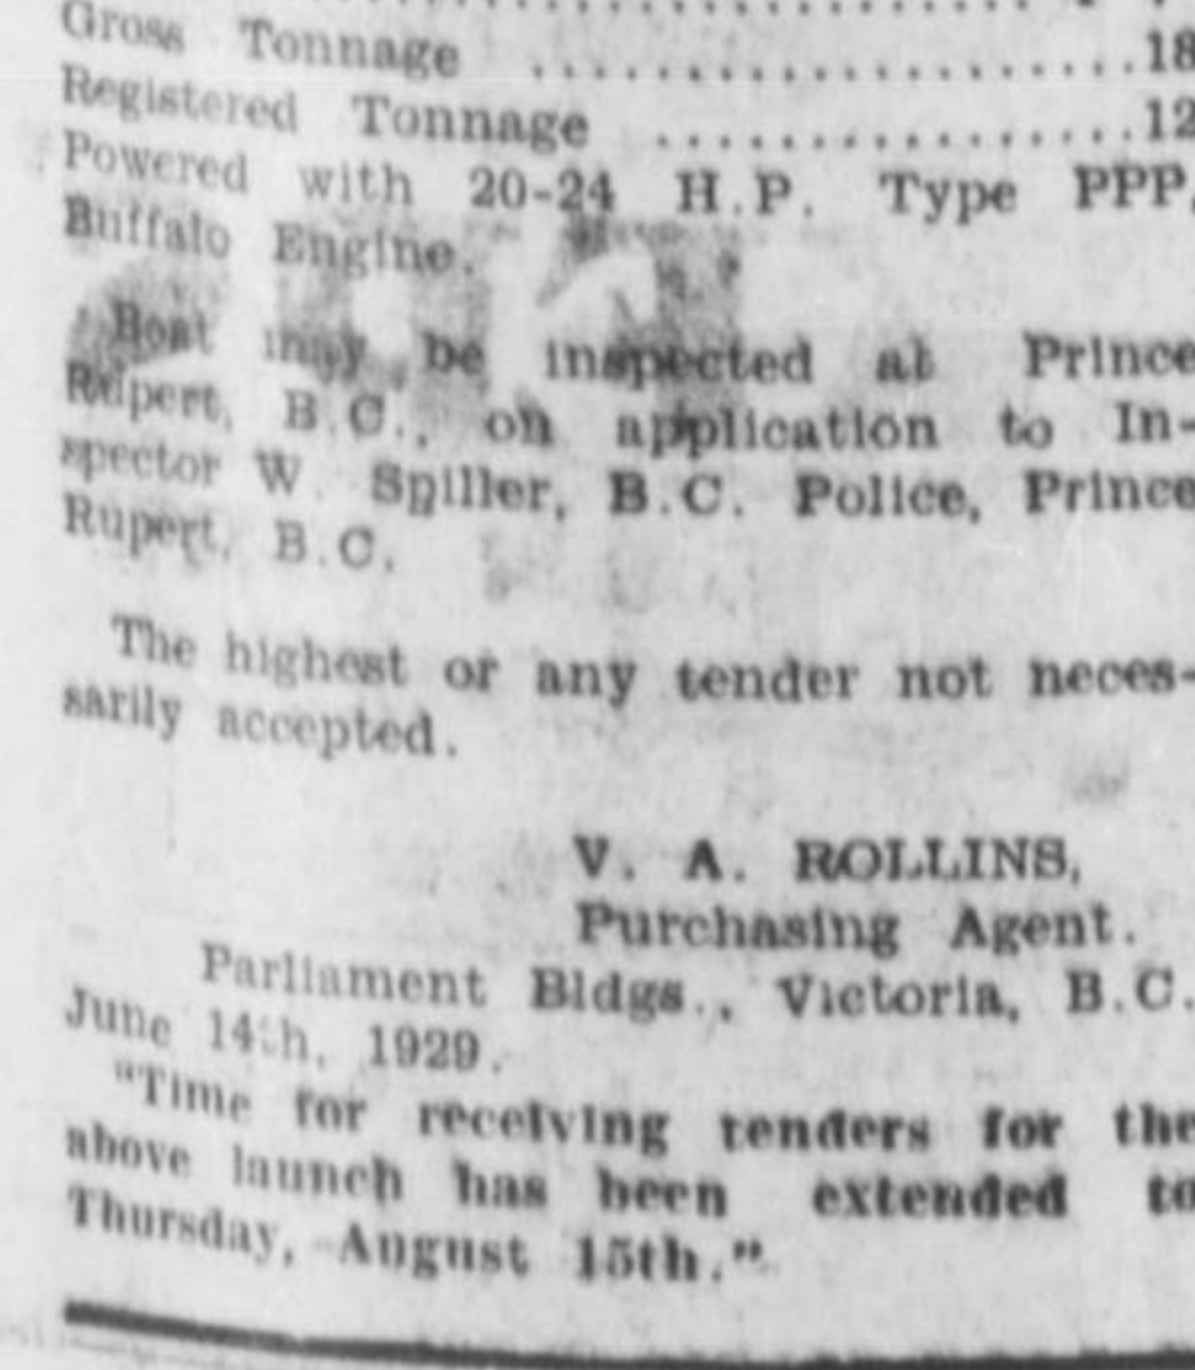 Gross Tonnage .....................18
Registered Tonnage ................12
Powered with 20-24 H.P. Type PPP,
Buffalo Engine.
Boat may be inspected at Prince
Rupert, B.C., on application to In-
spector W. Spiller, B.C. Police, Prince
Rupert, B.C.
The highest or any tender not neces-
sarily accepted.
V. A. ROLLINS,
Purchasing Agent.
Parliament Bldgs., Victoria, B.C.
June 14th, 1929.
"Time for receiving tenders for the
above launch has been extended to
Thursday, August 15th."